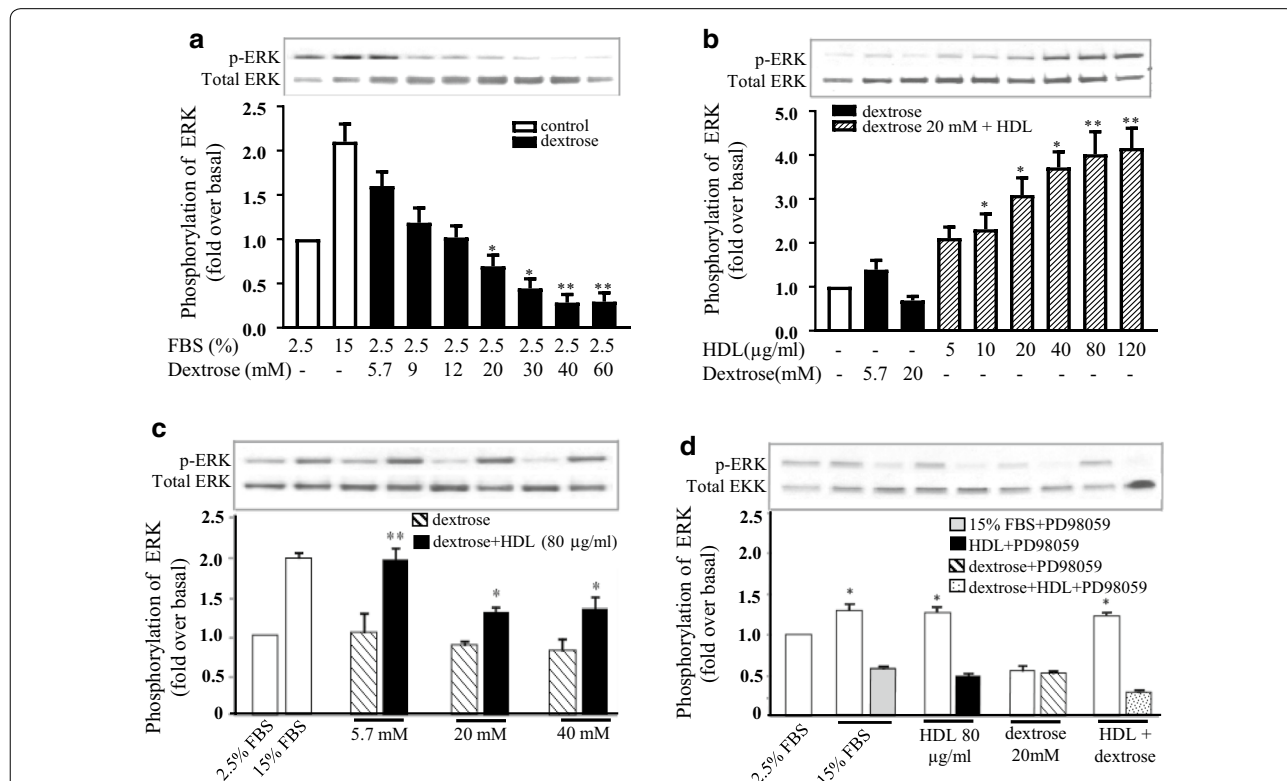 a
p-ERK
Total ERK
Phosphorylation of ERK
(fold over basal)
2.5
2.0
1.5
1.0
0.5
0.0
control
dextrose
* * ** **
FBS (%) 2.5 15 2.5 2.5 2.5 2.5 2.5 2.5 2.5
Dextrose (mM) - - 5.7 9 12 20 30 40 60
b
p-ERK
Total ERK
Phosphorylation of ERK
(fold over basal)
5.0
4.0
3.0
2.0
1.0
0.0
dextrose
dextrose 20 mM + HDL
* * * ** **
HDL(µg/ml) - - - 5 10 20 40 80 120
Dextrose(mM) - 5.7 20 - - - - - -
c
p-ERK
Total ERK
Phosphorylation of ERK
(fold over basal)
2.5
2.0
1.5
1.0
0.5
0
dextrose
dextrose+HDL (80 µg/ml)
** * *
2.5% FBS
15% FBS
5.7 mM
20 mM
40 mM
d
p-ERK
Total EKK
Phosphorylation of ERK
(fold over basal)
2.5
2.0
1.5
1.0
0.5
0
15% FBS+PD98059
HDL+PD98059
dextrose+PD98059
dextrose+HDL+PD98059
* * *
2.5% FBS
15% FBS
HDL 80
µg/ml
dextrose
20mM
HDL +
dextrose